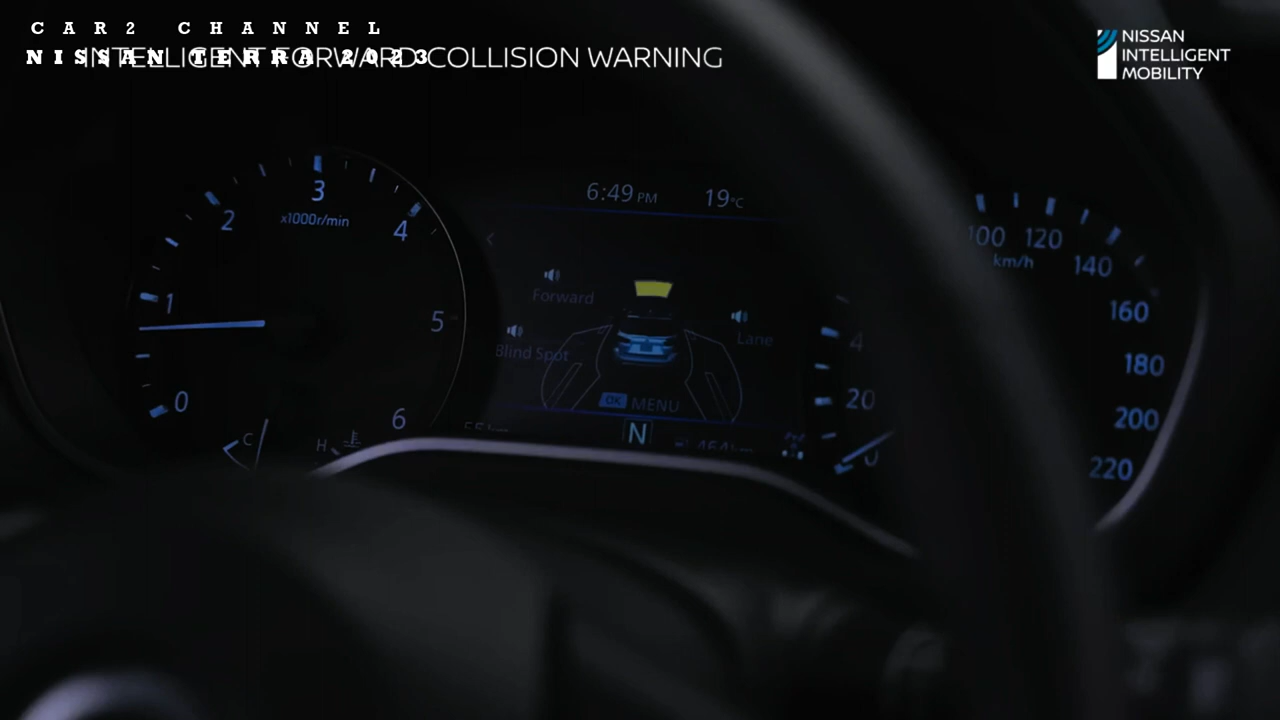 CAR2 CHANNEL
NISSAN TERRA 2023
INTELLIGENT FORWARD COLLISION WARNING
NISSAN
INTELLIGENT
MOBILITY
6:49 PM 19°C
0
1
2
3
4
5
6
x1000r/min
Forward
Blind Spot
Lane
OK MENU
N
C
H
20
100
120
140
160
180
200
220
km/h